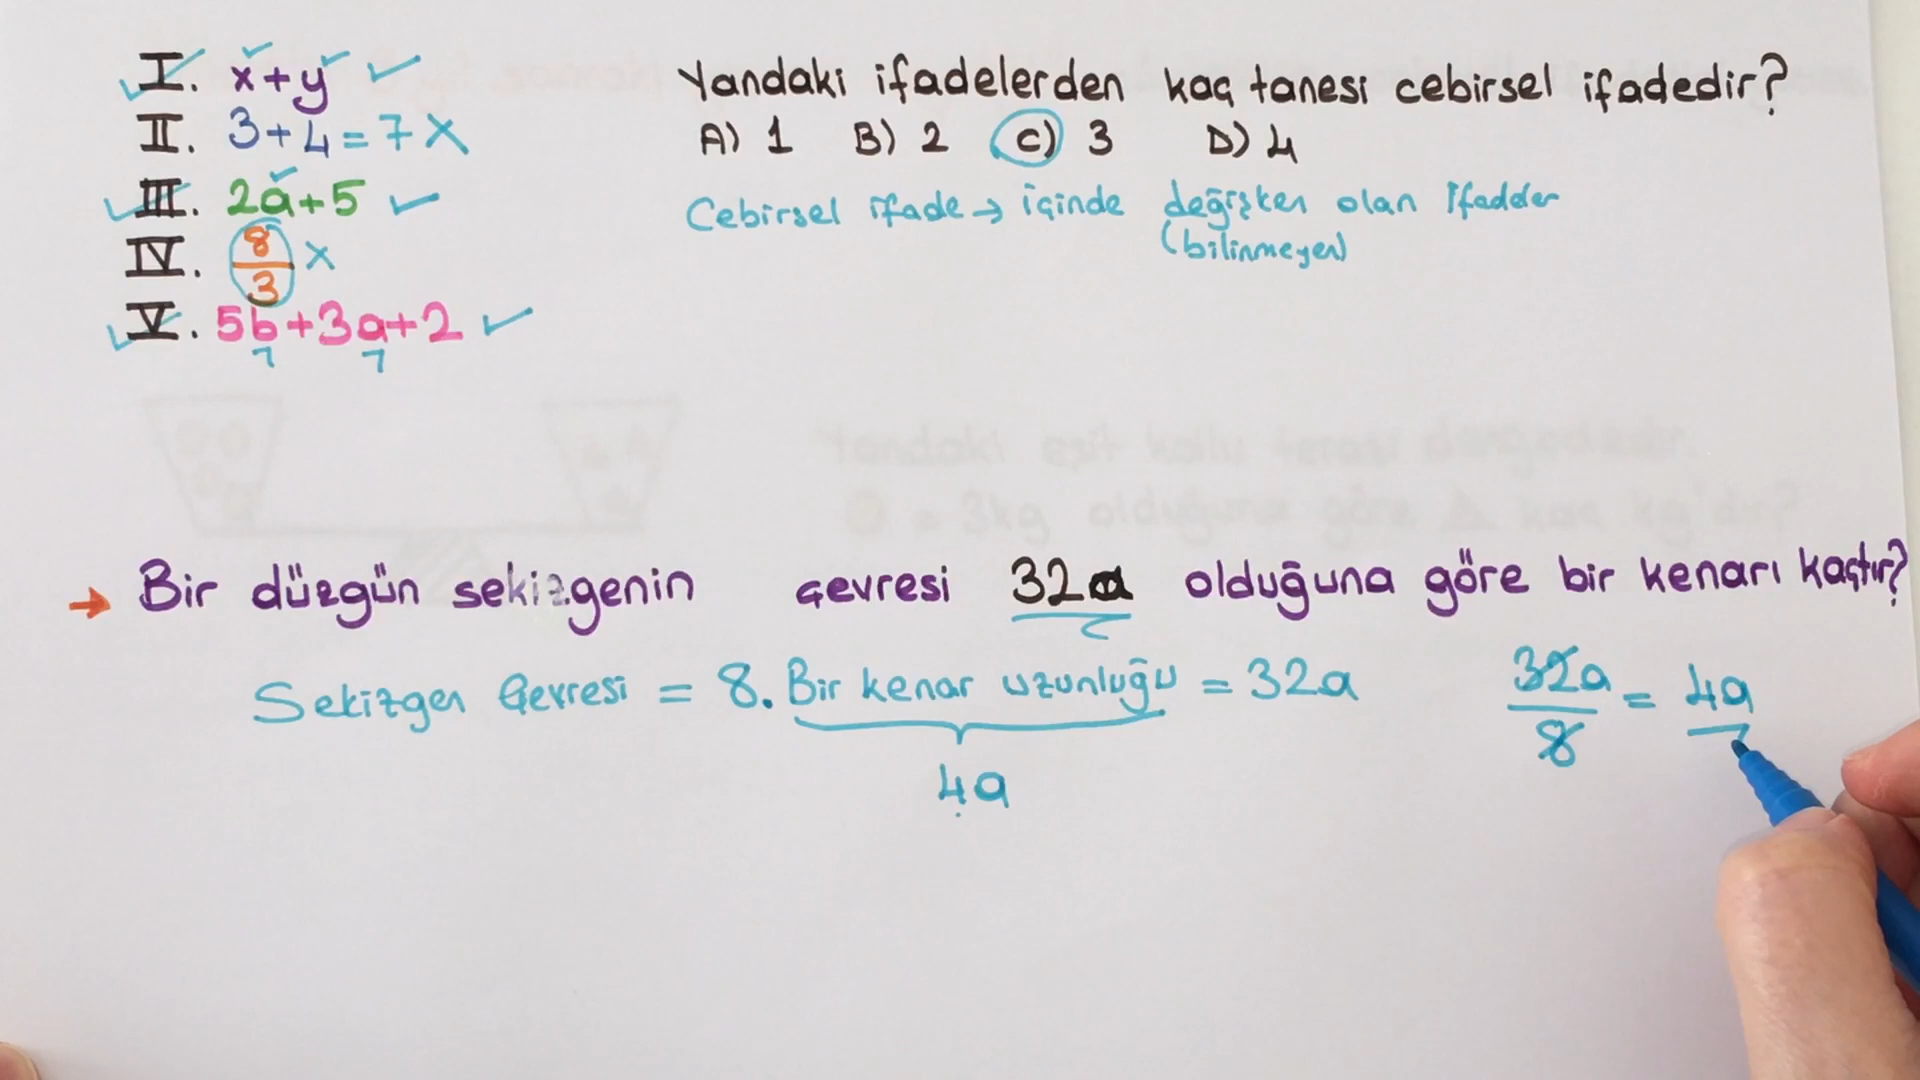 I. x+y
II. 3+4=7 X
III. 2a+5
IV. 8/3 X
V. 5b+3a+2
Yandaki ifadelerden kaç tanesi cebirsel ifadedir?
A) 1 B) 2 C) 3 D) 4
Cebirsel ifade → içinde değişken olan ifadeler
(bilinmeyen)
→ Bir düzgün sekizgenin çevresi 32a olduğuna göre bir kenarı kaçtır?
Sekizgen Çevresi = 8. Bir kenar uzunluğu = 32a
4a
32a/8 = 4a